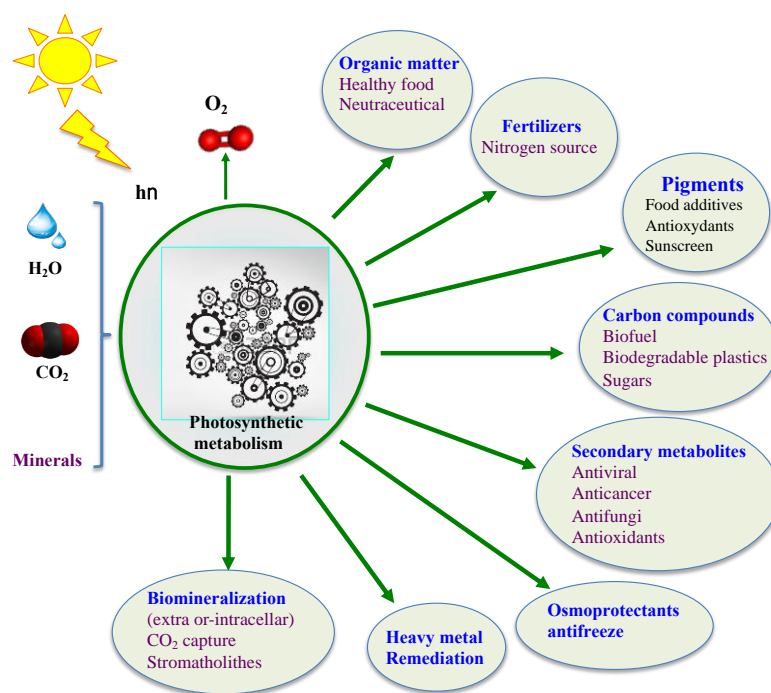 O₂
hn
H₂O
CO₂
Minerals
Photosynthetic
metabolism
Organic matter
Healthy food
Neutraceutical
Fertilizers
Nitrogen source
Pigments
Food additives
Antioxydants
Sunscreen
Carbon compounds
Biofuel
Biodegradable plastics
Sugars
Secondary metabolites
Antiviral
Anticancer
Antifungi
Antioxidants
Osmoprotectants
antifreeze
Heavy metal
Remediation
Biomineralization
(extra or-intracellar)
CO₂ capture
Stromatholithes